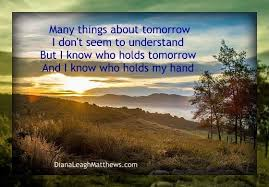 Many things about tomorrow
I don't seem to understand
But I know who holds tomorrow
And I know who holds my hand
DianaLeaghMatthews.com